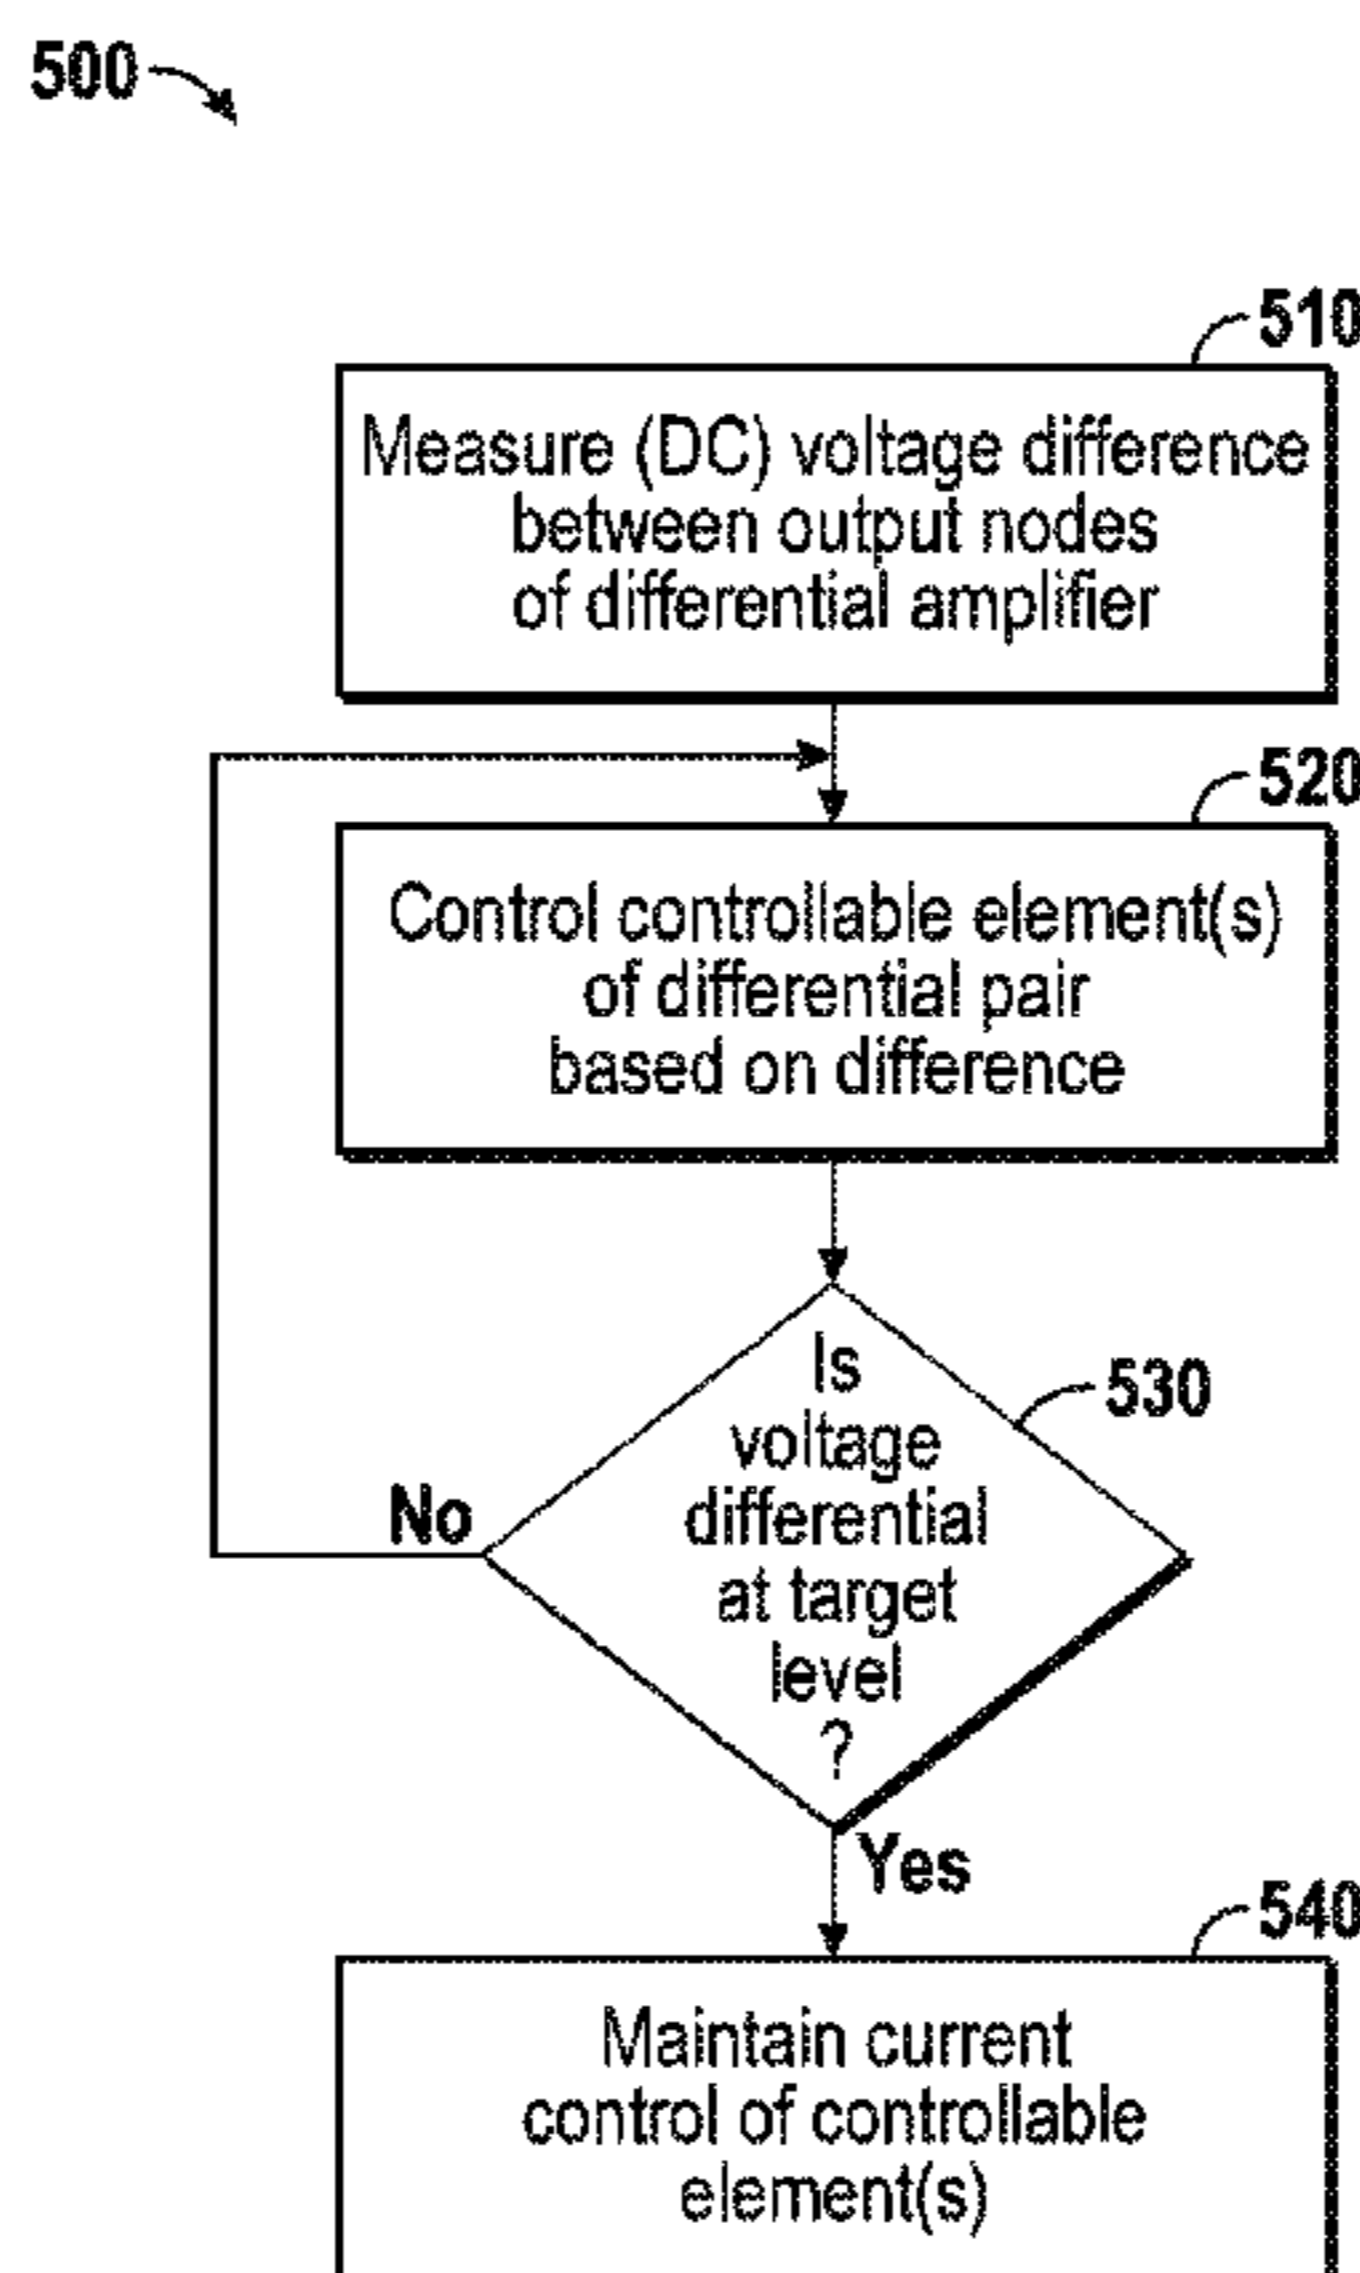 500
510
Measure (DC) voltage difference
between output nodes
of differential amplifier
520
Control controllable element(s)
of differential pair
based on difference
530
Is
voltage
differential
at target
level
?
No
Yes
540
Maintain current
control of controllable
element(s)